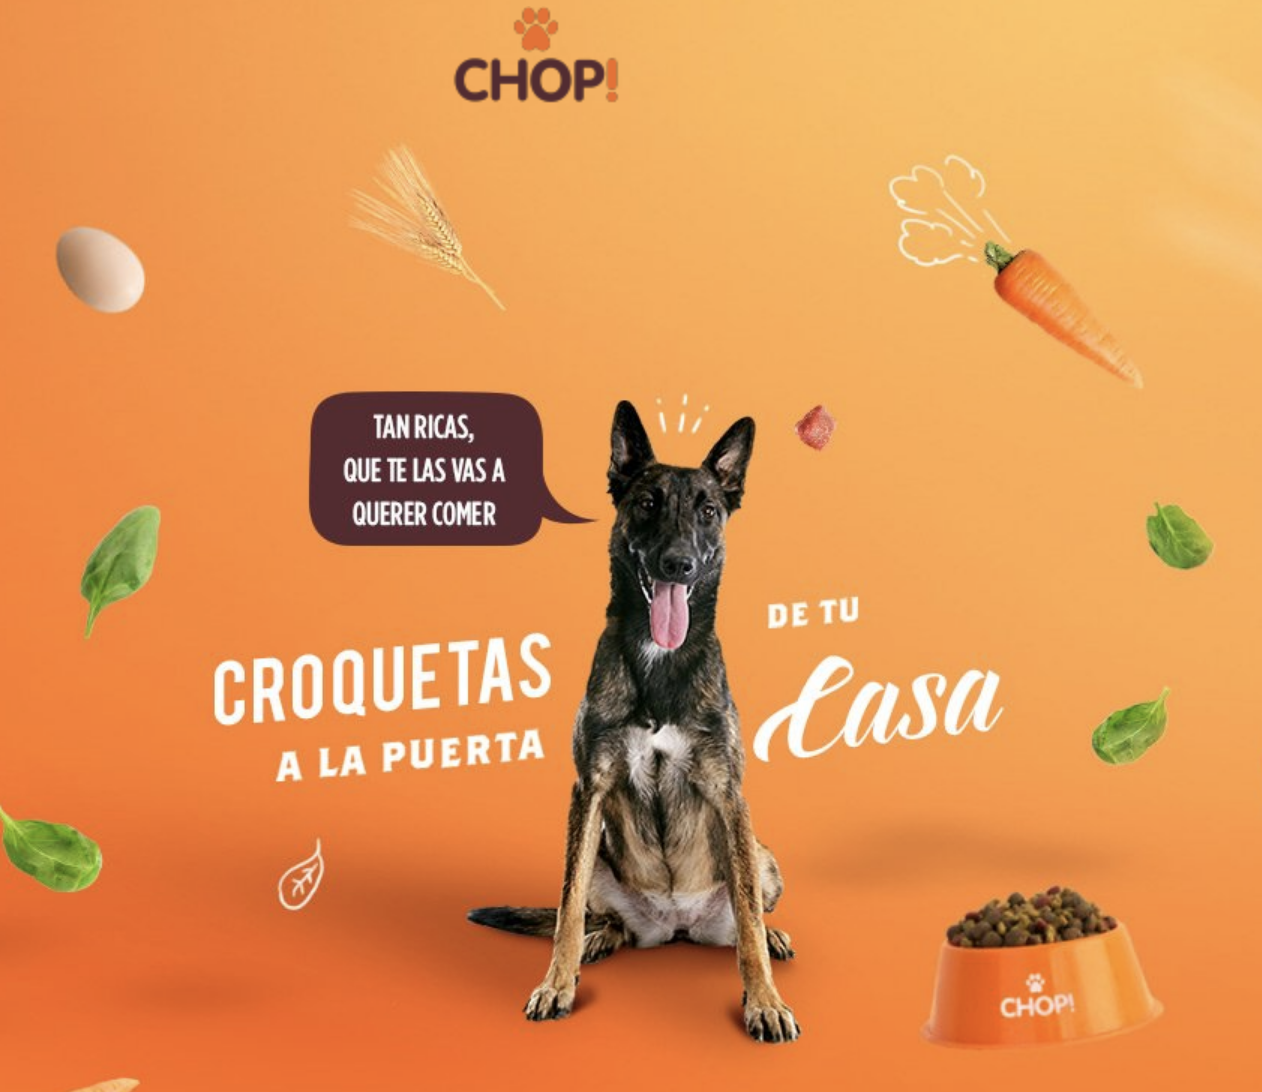 CHOP!
TAN RICAS,
QUE TE LAS VAS A
QUERER COMER
CROQUETAS
A LA PUERTA
DE TU
Casa
CHOP!